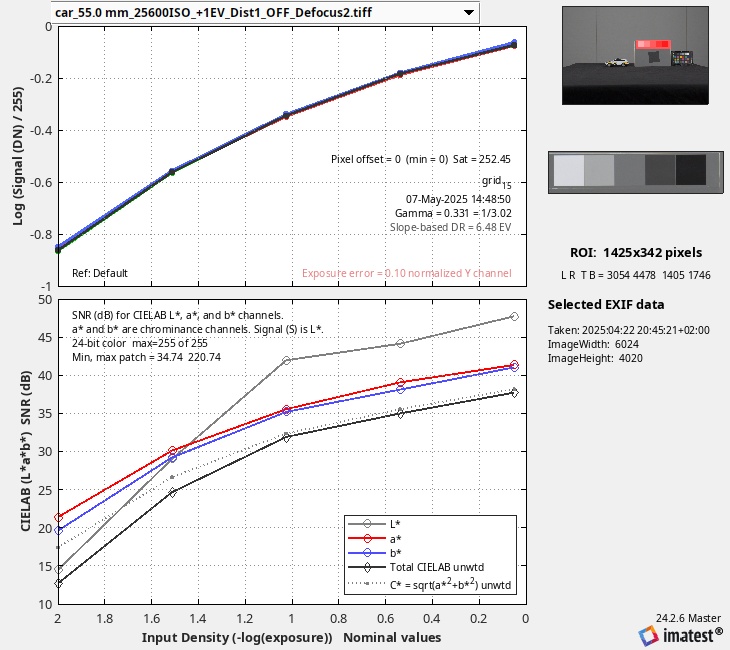 car_55.0 mm_25600ISO_+1EV_Dist1_OFF_Defocus2.tiff
0
-0.2
-0.4
-0.6
-0.8
-1
Log (Signal (DN) / 255)
Pixel offset = 0 (min = 0) Sat = 252.45
grid_15
07-May-2025 14:48:50
Gamma = 0.331 = 1/3.02
Slope-based DR = 6.48 EV
Ref: Default
Exposure error = 0.10 normalized Y channel
ROI: 1425x342 pixels
L R T B = 3054 4478 1405 1746
Selected EXIF data
Taken: 2025:04:22 20:45:21+02:00
ImageWidth: 6024
ImageHeight: 4020
50
45
40
35
30
25
20
15
10
CIELAB (L*a*b*) SNR (dB)
SNR (dB) for CIELAB L*, a*, and b* channels.
a* and b* are chrominance channels. Signal (S) is L*.
24-bit color max=255 of 255
Min, max patch = 34.74 220.74
L*
a*
b*
Total CIELAB unwtd
C* = sqrt(a*²+b*²) unwtd
2 1.8 1.6 1.4 1.2 1 0.8 0.6 0.4 0.2 0
Input Density (-log(exposure)) Nominal values
24.2.6 Master
imatest®